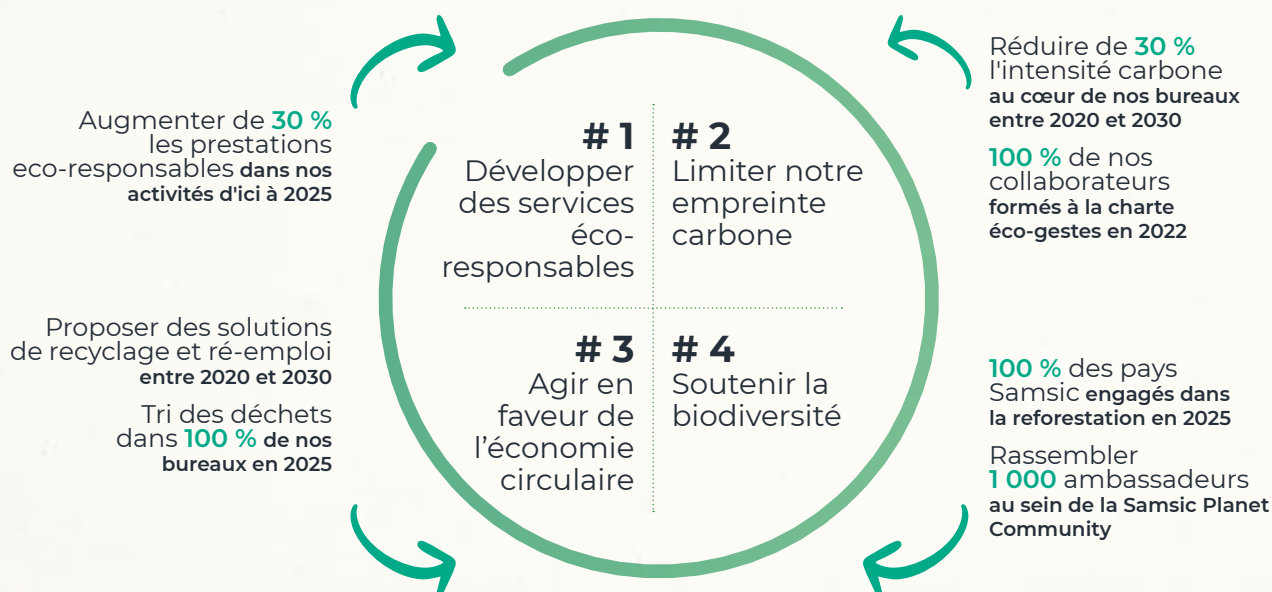 Augmenter de 30 %
les prestations
eco-responsables dans nos
activités d'ici à 2025
# 1
Développer
des services
éco-
responsables
# 2
Limiter notre
empreinte
carbone
Réduire de 30 %
l'intensité carbone
au cœur de nos bureaux
entre 2020 et 2030
100 % de nos
collaborateurs
formés à la charte
éco-gestes en 2022
Proposer des solutions
de recyclage et ré-emploi
entre 2020 et 2030
Tri des déchets
dans 100 % de nos
bureaux en 2025
# 3
Agir en
faveur de
l’économie
circulaire
# 4
Soutenir la
biodiversité
100 % des pays
Samsic engagés dans
la reforestation en 2025
Rassembler
1 000 ambassadeurs
au sein de la Samsic Planet
Community